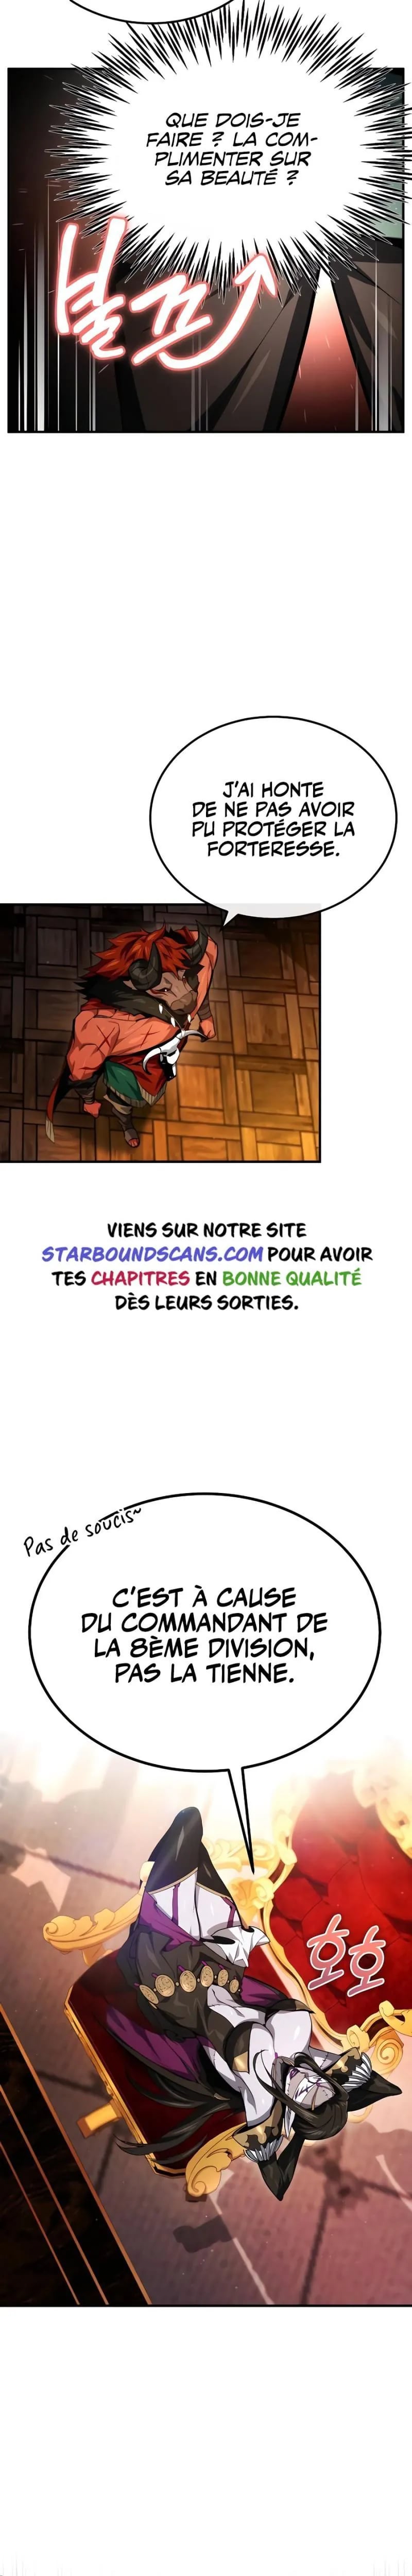 QUE DOIS-JE
FAIRE ? LA COM-
PLIMENTER SUR
SA BEAUTÉ ?
불끈
J'AI HONTE
DE NE PAS AVOIR
PU PROTÉGER LA
FORTERESSE.
VIENS SUR NOTRE SITE
STARBOUNDSCANS.COM POUR AVOIR
TES CHAPITRES EN BONNE QUALITÉ
DÈS LEURS SORTIES.
Pas de soucis~
C'EST À CAUSE
DU COMMANDANT DE
LA 8ÈME DIVISION,
PAS LA TIENNE.
호호